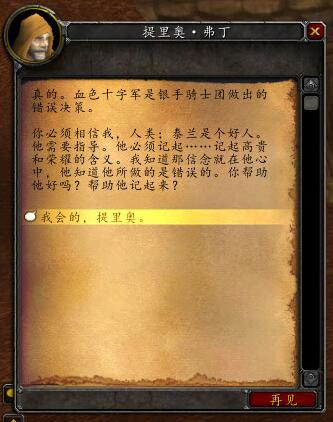 提里奥·弗丁
真的。血色十字军是银手骑士团做出的
错误决策。
你必须相信我，人类：泰兰是个好人。
他需要指导。他必须记起……记起高贵
和荣耀的含义。我知道那信念就在他心
中，他知道他所做的是错误的。你帮助
他好吗？帮助他记起来？
我会的，提里奥。
再见